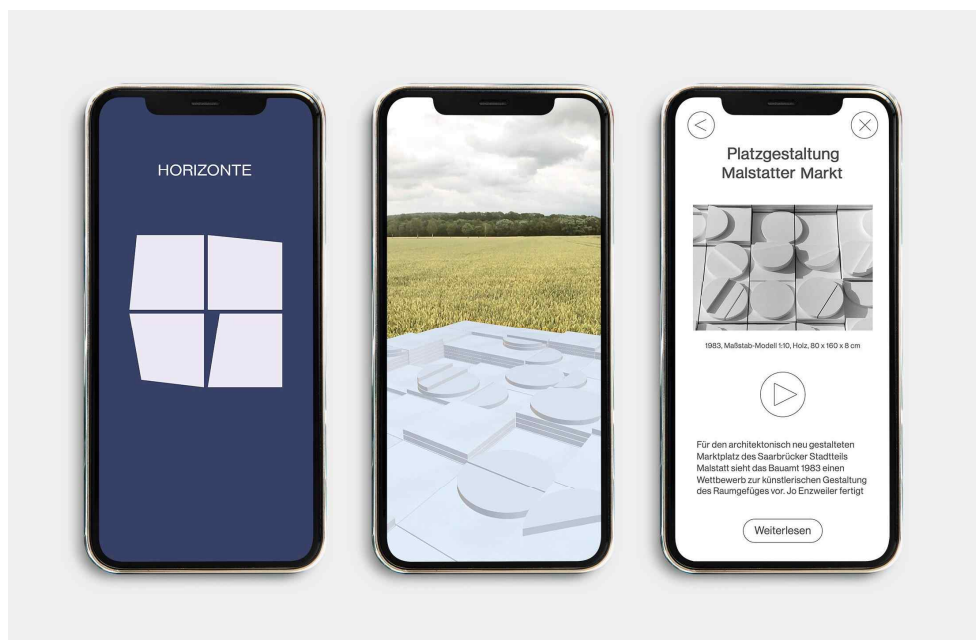 HORIZONTE
Platzgestaltung
Malstatter Markt
1983, Maßstab-Modell 1:10, Holz, 80 x 160 x 8 cm
Für den architektonisch neu gestalteten
Marktplatz des Saarbrücker Stadtteils
Malstatt sieht das Bauamt 1983 einen
Wettbewerb zur künstlerischen Gestaltung
des Raumgefüges vor. Jo Enzweiler fertigt
Weiterlesen